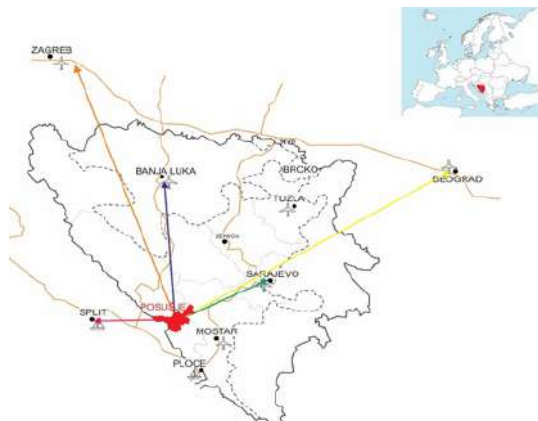 ZAGREB
BANJA LUKA
BRCKO
BEOGRAD
TUZLA
ZENICA
SARAJEVO
POSUSJE
SPLIT
MOSTAR
PLOCE